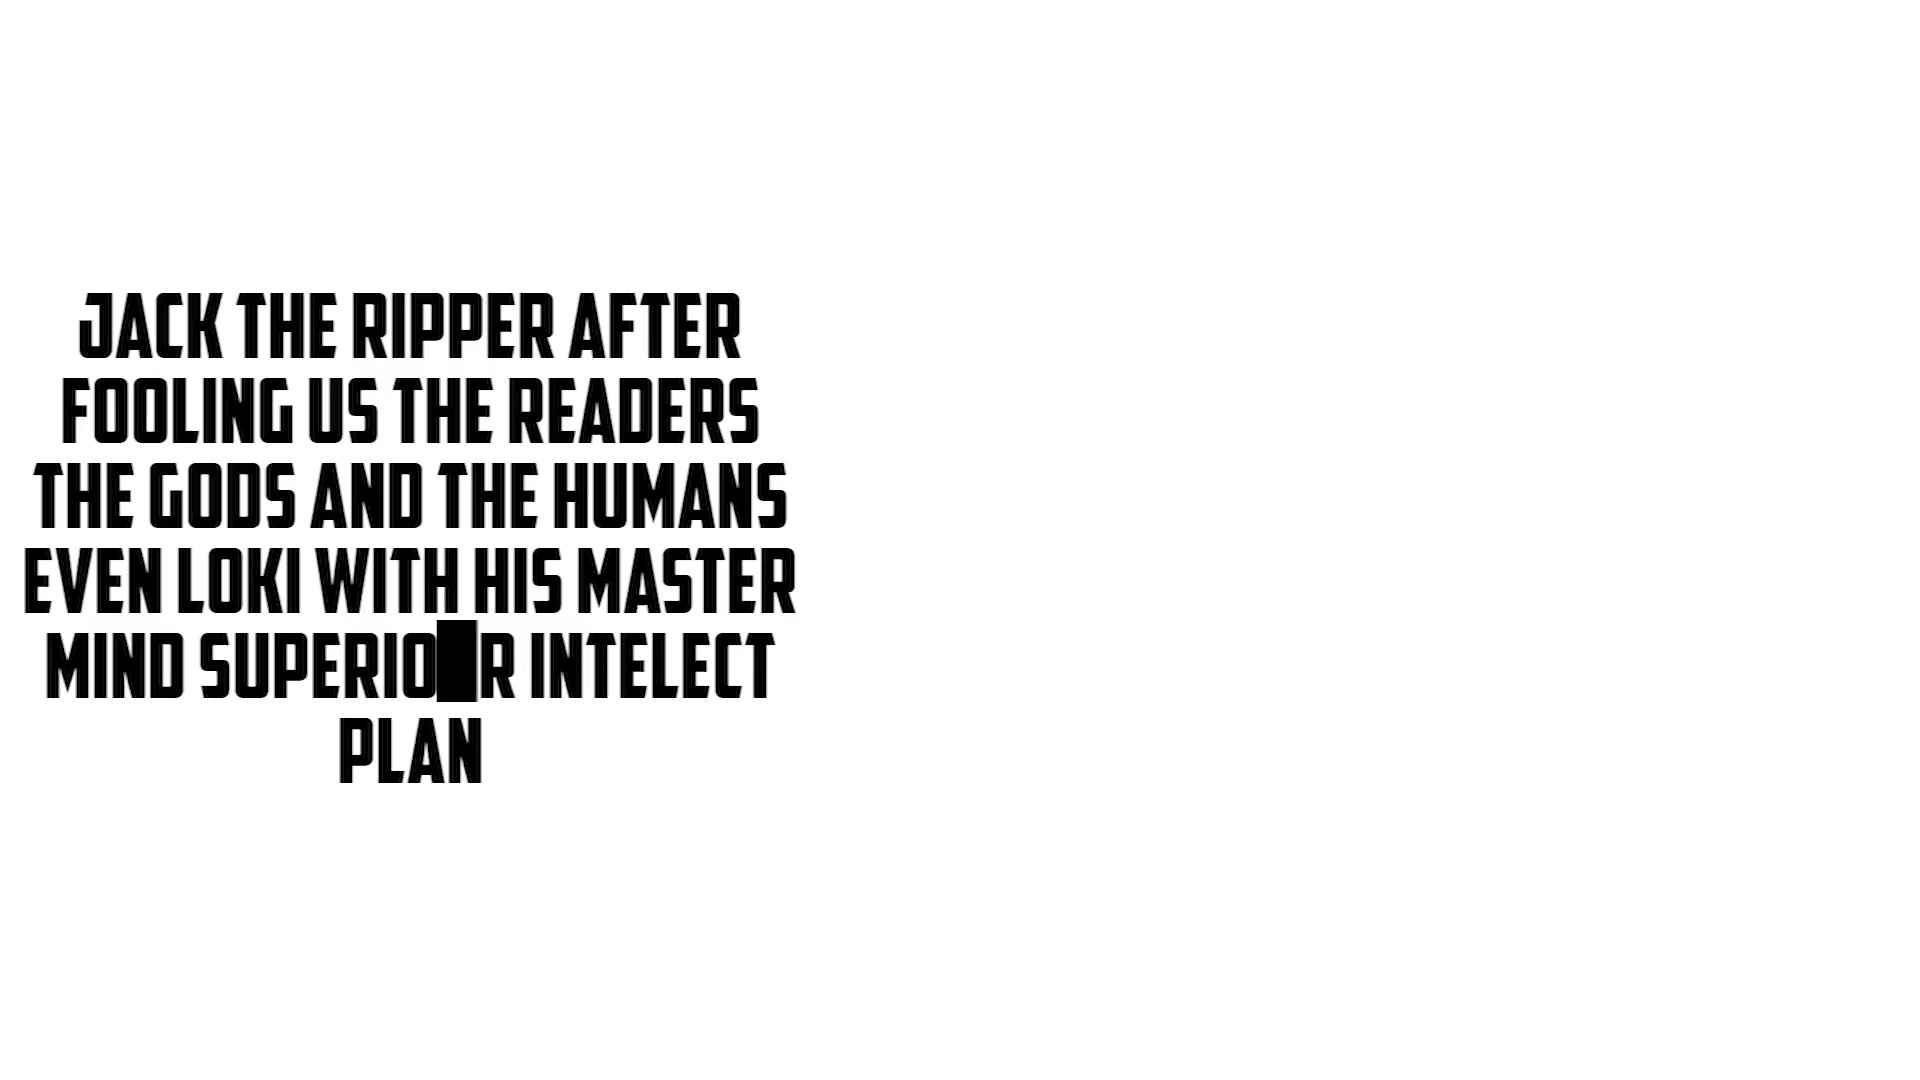 JACK THE RIPPER AFTER
FOOLING US THE READERS
THE GODS AND THE HUMANS
EVEN LOKI WITH HIS MASTER
MIND SUPERIO█R INTELECT
PLAN